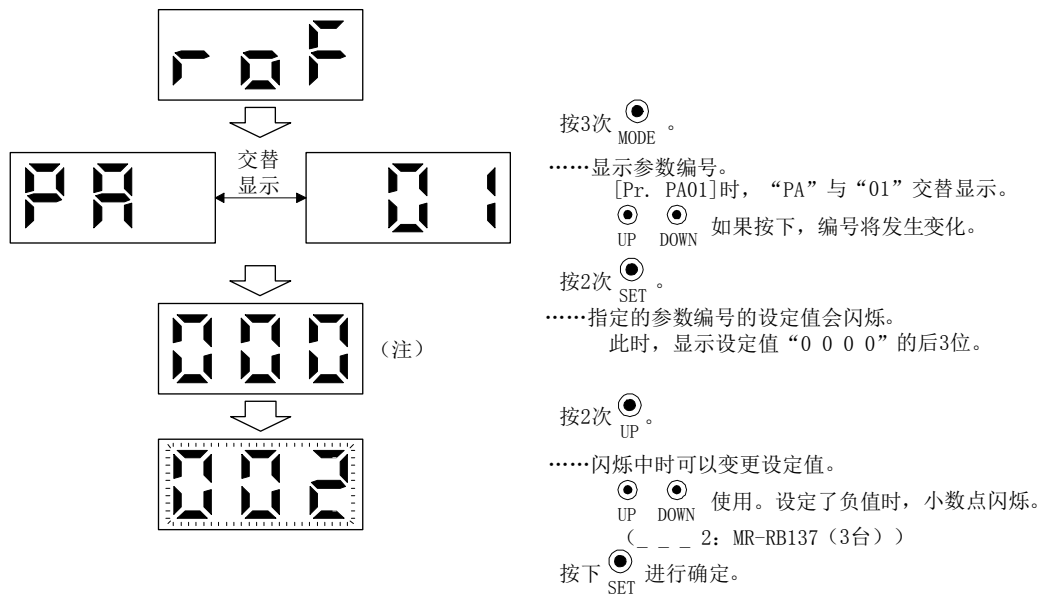 roF
按3次 MODE 。
PA
交替
显示
01
……显示参数编号。
[Pr. PA01]时，“PA”与“01”交替显示。
UP DOWN 如果按下，编号将发生变化。
按2次 SET 。
000
（注）
……指定的参数编号的设定值会闪烁。
此时，显示设定值“0 0 0 0”的后3位。
按2次 UP 。
002
……闪烁中时可以变更设定值。
UP DOWN 使用。设定了负值时，小数点闪烁。
（_ _ _ 2：MR-RB137（3台））
按下 SET 进行确定。